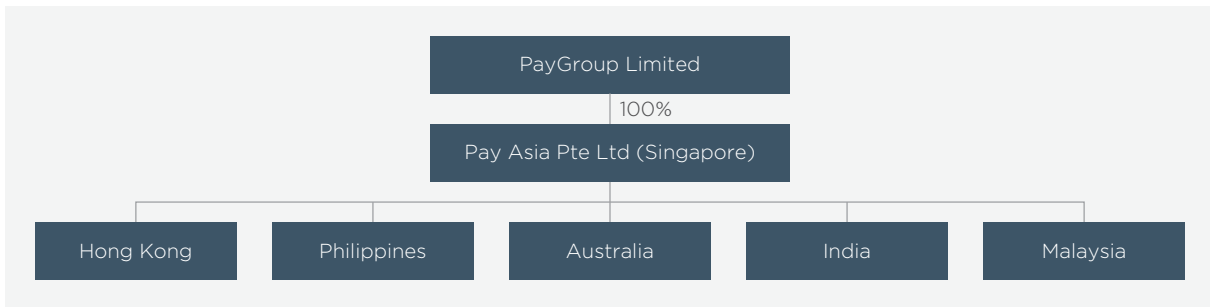 PayGroup Limited
100%
Pay Asia Pte Ltd (Singapore)
Hong Kong
Philippines
Australia
India
Malaysia